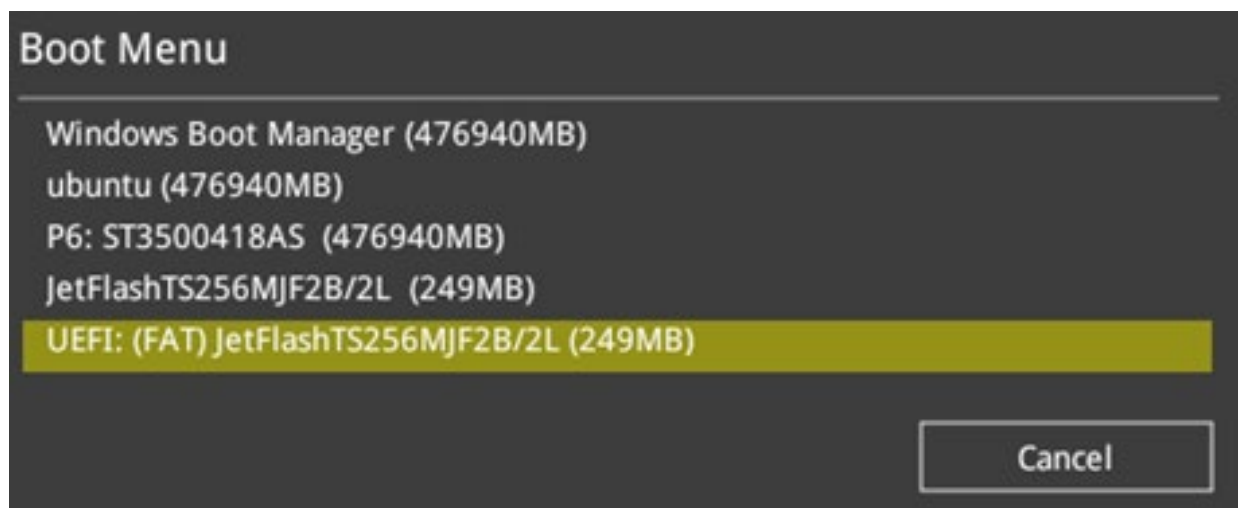 Boot Menu
Windows Boot Manager (476940MB)
ubuntu (476940MB)
P6: ST3500418AS  (476940MB)
JetFlashTS256MJF2B/2L  (249MB)
UEFI: (FAT) JetFlashTS256MJF2B/2L (249MB)
Cancel